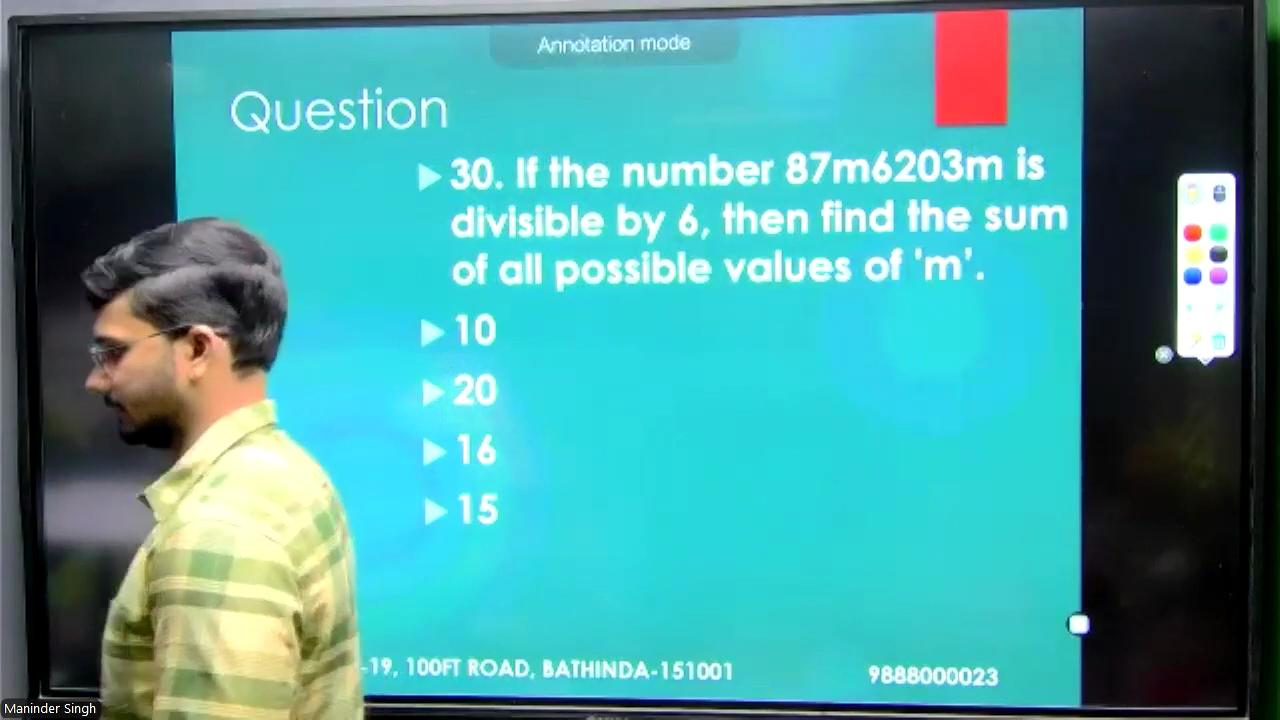 Annotation mode
Question
30. If the number 87m6203m is
divisible by 6, then find the sum
of all possible values of 'm'.
10
20
16
15
-19, 100FT ROAD, BATHINDA-151001
9888000023
Maninder Singh